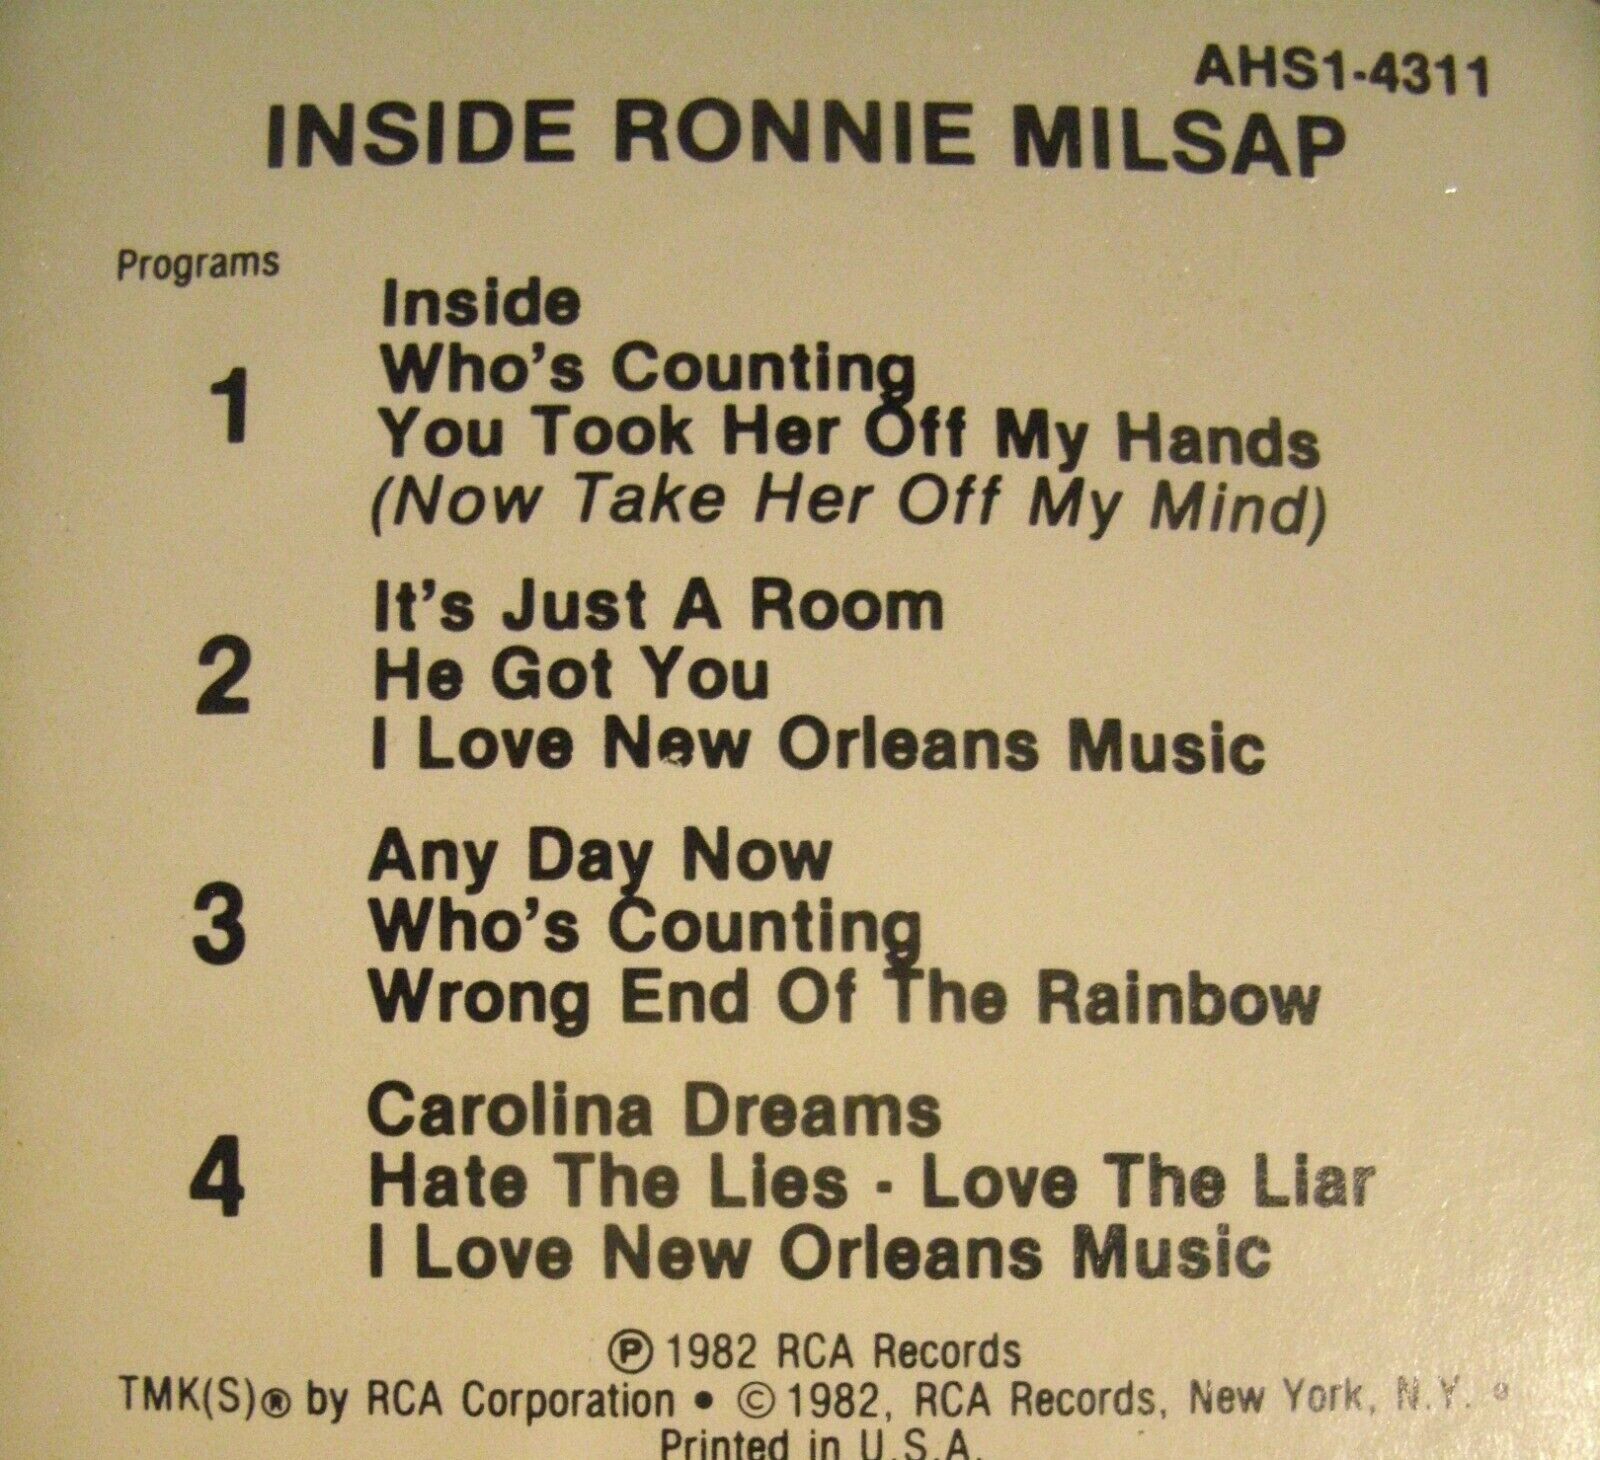 AHS1-4311
INSIDE RONNIE MILSAP
Programs
1
Inside
Who's Counting
You Took Her Off My Hands
(Now Take Her Off My Mind)
2
It's Just A Room
He Got You
I Love New Orleans Music
3
Any Day Now
Who's Counting
Wrong End Of The Rainbow
4
Carolina Dreams
Hate The Lies - Love The Liar
I Love New Orleans Music
℗ 1982 RCA Records
TMK(S)® by RCA Corporation • © 1982, RCA Records, New York, N.Y. •
Printed in U.S.A.